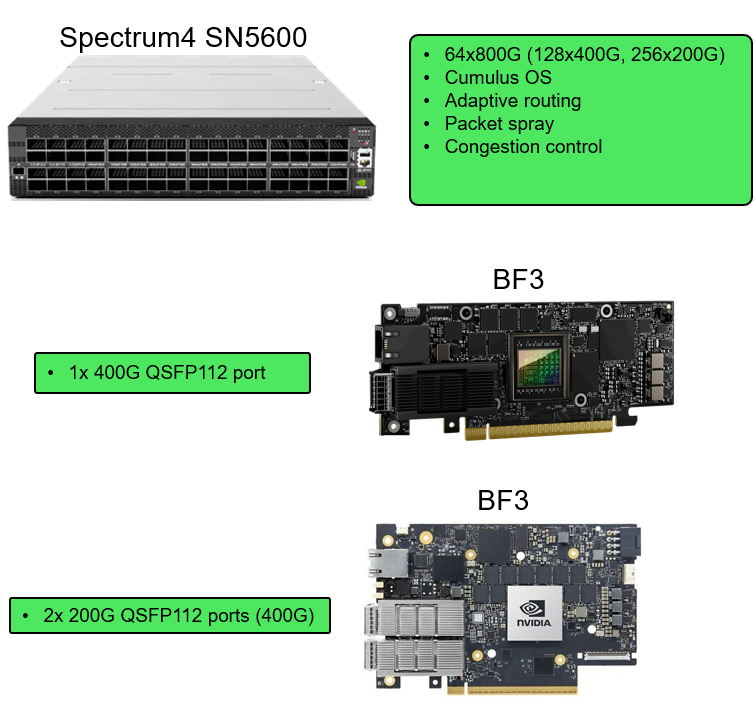 Spectrum4 SN5600
• 64x800G (128x400G, 256x200G)
• Cumulus OS
• Adaptive routing
• Packet spray
• Congestion control
NVIDIA
BF3
• 1x 400G QSFP112 port
BF3
• 2x 200G QSFP112 ports (400G)
NVIDIA